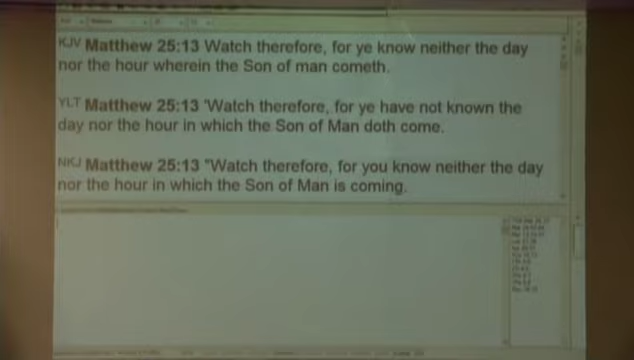 KJV Matthew 25:13 Watch therefore, for ye know neither the day
nor the hour wherein the Son of man cometh.
YLT Matthew 25:13 'Watch therefore, for ye have not known the
day nor the hour in which the Son of Man doth come.
NKJ Matthew 25:13 "Watch therefore, for you know neither the day
nor the hour in which the Son of Man is coming.